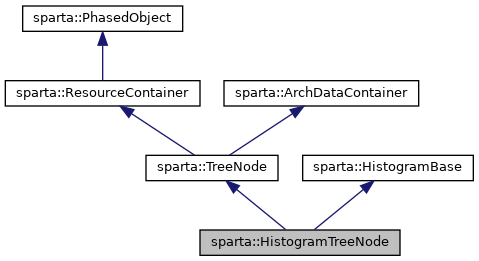 sparta::PhasedObject
sparta::ResourceContainer
sparta::ArchDataContainer
sparta::TreeNode
sparta::HistogramBase
sparta::HistogramTreeNode